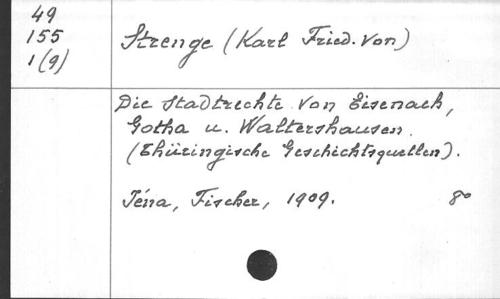 49
155
1(9)
Strenge (Karl Fried. von)
Die Stadtrechte von Eisenach,
Gotha u. Waltershausen.
(Thüringische Geschichtsquellen).
Iéna, Fischer, 1909. 8°